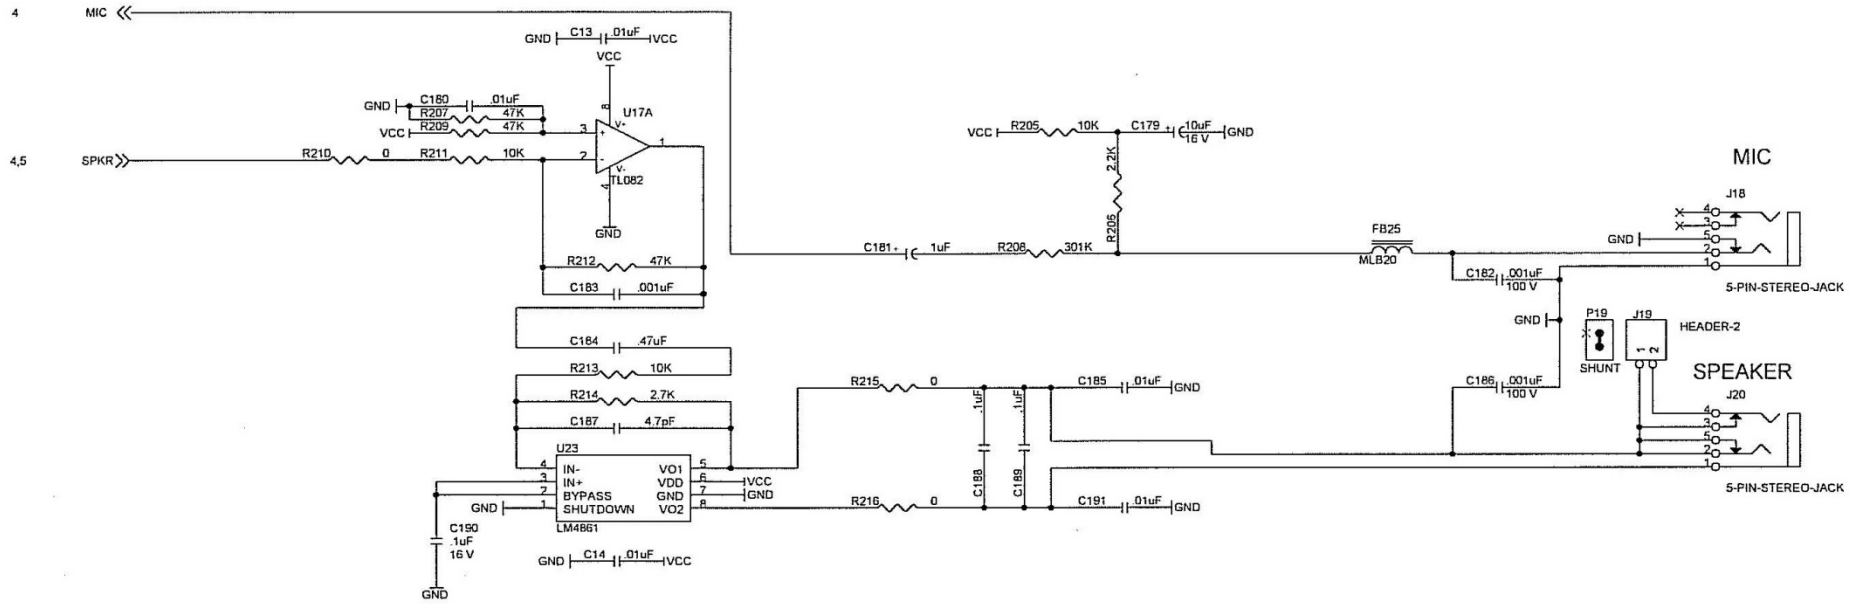 4 MIC
GND C13 .01uF VCC
VCC
8
GND C180 .01uF U17A
R207 47K V+
VCC R209 47K 3 + 1
4,5 SPKR R210 0 R211 10K 2 -
V-
TL082
4
GND
VCC R205 10K C179 + 10uF GND
16 V
2.2K
R206
MIC
J18
4
3
GND 5
2
1
5-PIN-STEREO-JACK
C181 + 1uF R208 301K FB25
MLB20
C182 .001uF
100 V
R212 47K
C183 .001uF
GND P19 J19 HEADER-2
1 2
SHUNT
C184 .47uF
R213 10K
R214 2.7K
C187 4.7pF
R215 0 .1uF .1uF C185 .01uF GND
C186 .001uF
100 V
SPEAKER
J20
4
3
5
2
1
5-PIN-STEREO-JACK
U23
4 IN- VO1 5
3 IN+ VDD 6 VCC
2 BYPASS GND 7 GND
GND 1 SHUTDOWN VO2 8
LM4861
C188 C189
R216 0 C191 .01uF GND
C190
.1uF
16 V
GND C14 .01uF VCC
GND